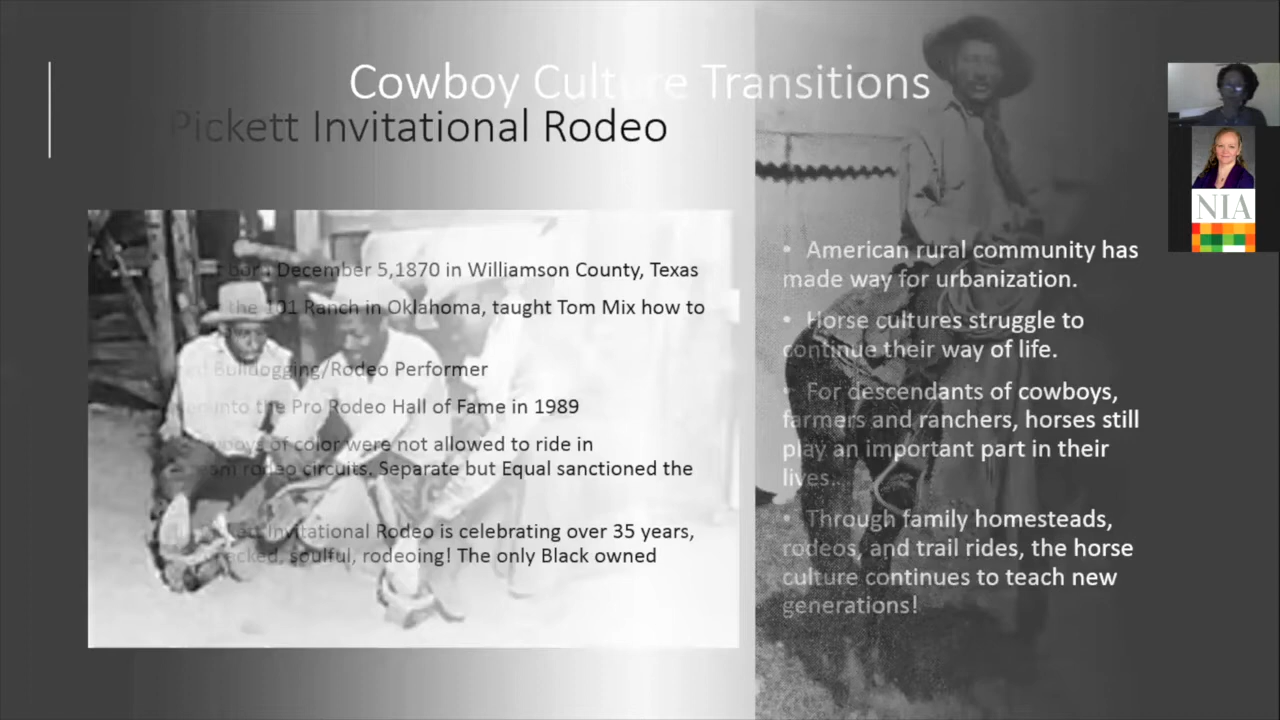 Cowboy Culture Transitions
Pickett Invitational Rodeo
born December 5,1870 in Williamson County, Texas
the 101 Ranch in Oklahoma, taught Tom Mix how to
Bulldogging/Rodeo Performer
into the Pro Rodeo Hall of Fame in 1989
of color were not allowed to ride in
rodeo circuits. Separate but Equal sanctioned the
Invitational Rodeo is celebrating over 35 years,
soulful, rodeoing! The only Black owned
• American rural community has
made way for urbanization.
• Horse cultures struggle to
continue their way of life.
• For descendants of cowboys,
farmers and ranchers, horses still
play an important part in their
lives.
• Through family homesteads,
rodeos, and trail rides, the horse
culture continues to teach new
generations!
NIA